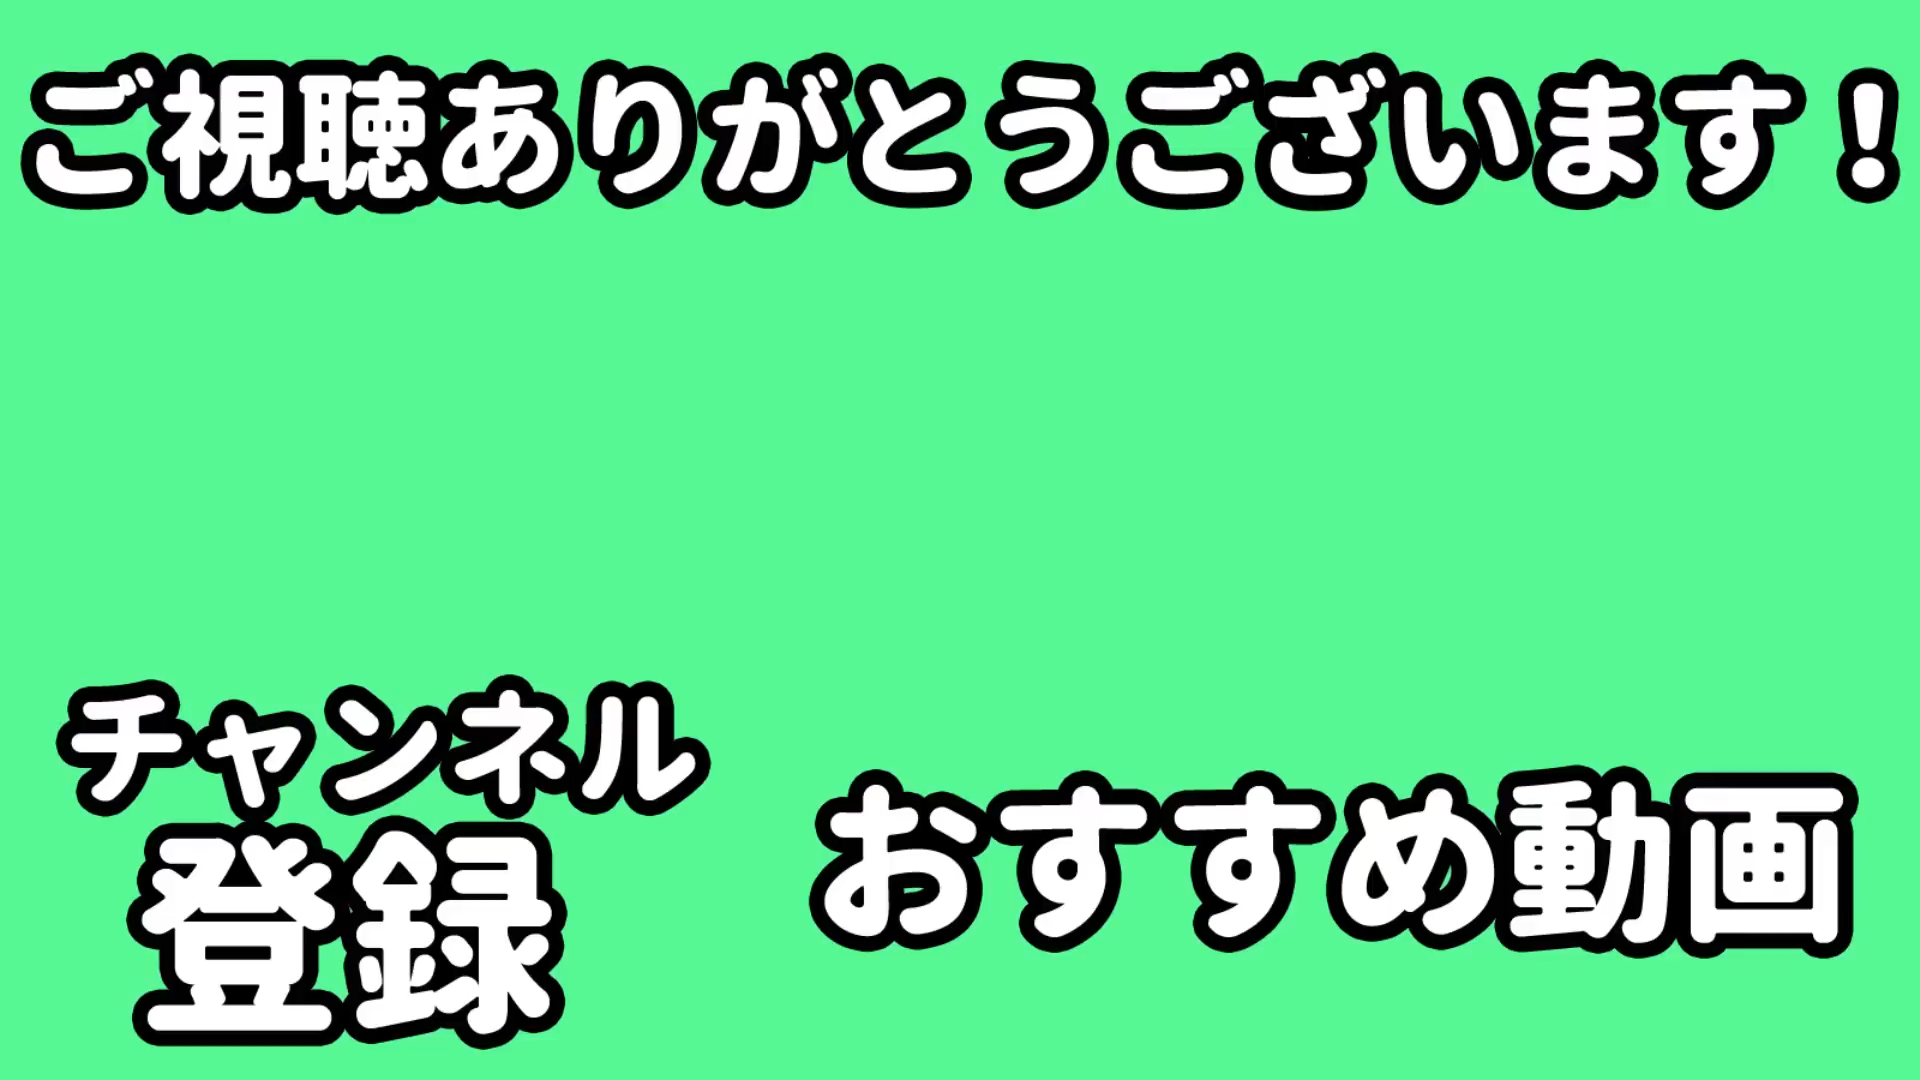 ご視聴ありがとうございます！
チャンネル
登録
おすすめ動画